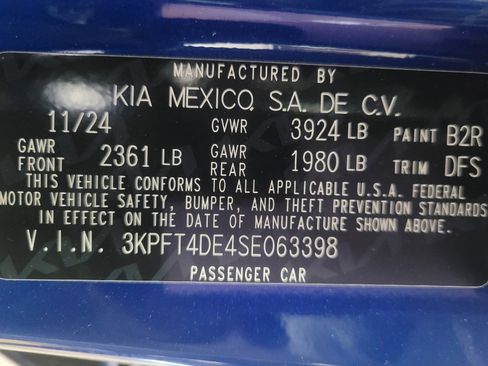 MANUFACTURED BY
KIA MEXICO, S.A. DE C.V.
11/24 GVWR 3924 LB PAINT B2R
GAWR FRONT 2361 LB GAWR REAR 1980 LB TRIM DFS
THIS VEHICLE CONFORMS TO ALL APPLICABLE U.S.A. FEDERAL
MOTOR VEHICLE SAFETY, BUMPER, AND THEFT PREVENTION STANDARDS
IN EFFECT ON THE DATE OF MANUFACTURE SHOWN ABOVE
V.I.N. 3KPFT4DE4SE063398
PASSENGER CAR